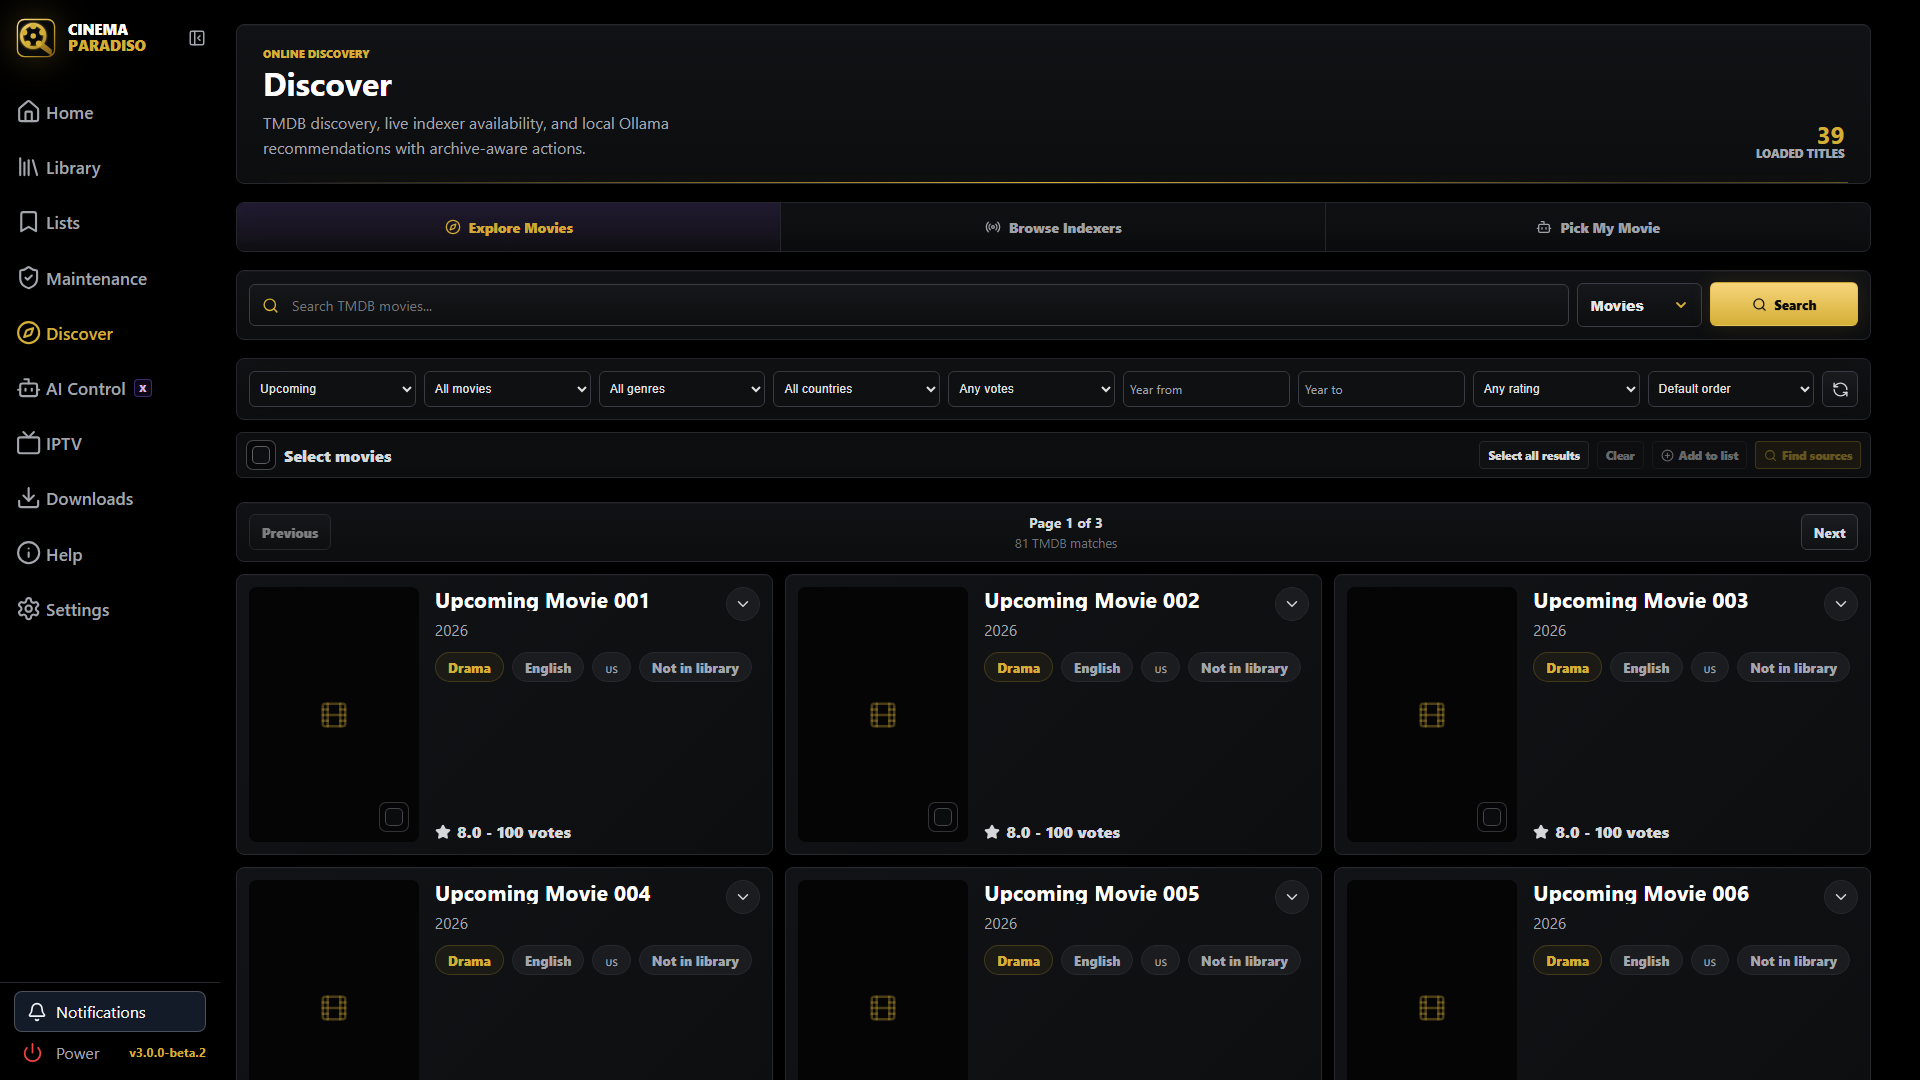 CINEMA
PARADISO
Home
Library
Lists
Maintenance
Discover
AI Control x
IPTV
Downloads
Help
Settings
Notifications
Power v3.0.0-beta.2
ONLINE DISCOVERY
Discover
TMDB discovery, live indexer availability, and local Ollama
recommendations with archive-aware actions.
39
LOADED TITLES
Explore Movies
Browse Indexers
Pick My Movie
Search TMDB movies...
Movies
Search
Upcoming
All movies
All genres
All countries
Any votes
Year from
Year to
Any rating
Default order
Select movies
Select all results
Clear
Add to list
Find sources
Previous
Page 1 of 3
81 TMDB matches
Next
Upcoming Movie 001
2026
Drama English us Not in library
8.0 - 100 votes
Upcoming Movie 002
2026
Drama English us Not in library
8.0 - 100 votes
Upcoming Movie 003
2026
Drama English us Not in library
8.0 - 100 votes
Upcoming Movie 004
2026
Drama English us Not in library
Upcoming Movie 005
2026
Drama English us Not in library
Upcoming Movie 006
2026
Drama English us Not in library